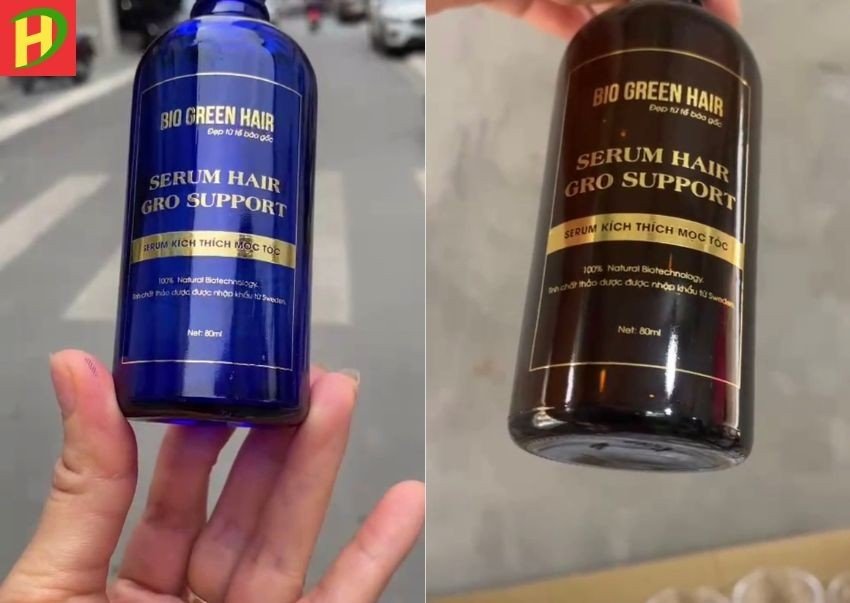 H
BIO GREEN HAIR
Đẹp từ tế bào gốc
SERUM HAIR
GRO SUPPORT
SERUM KÍCH THÍCH MỌC TÓC
100% Natural Biotechnology.
Tinh chất thảo dược được nhập khẩu từ Sweden.
Net: 80ml
BIO GREEN HAIR
Đẹp từ tế bào gốc
SERUM HAIR
GRO SUPPORT
SERUM KÍCH THÍCH MỌC TÓC
100% Natural Biotechnology.
Tinh chất thảo dược được nhập khẩu từ Sweden.
Net: 80ml